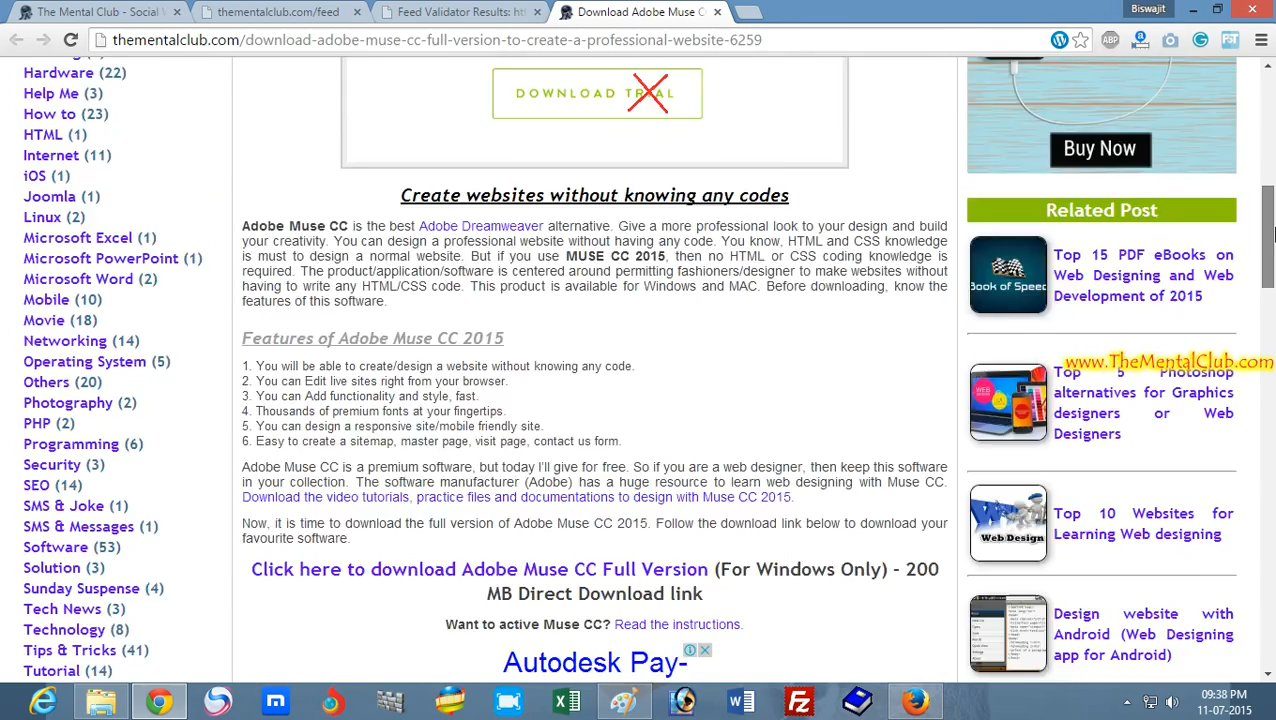 The Mental Club - Social
thementalclub.com/feed
Feed Validator Results: ht
Download Adobe Muse C
Biswajit
thementalclub.com/download-adobe-muse-cc-full-version-to-create-a-professional-website-6259
ABP
FST
Hardware (22)
Help Me (3)
How to (23)
HTML (1)
Internet (11)
iOS (1)
Joomla (1)
Linux (2)
Microsoft Excel (1)
Microsoft PowerPoint (1)
Microsoft Word (2)
Mobile (10)
Movie (18)
Networking (14)
Operating System (5)
Others (20)
Photography (2)
PHP (2)
Programming (6)
Security (3)
SEO (14)
SMS & Joke (1)
SMS & Messages (1)
Software (53)
Solution (3)
Sunday Suspense (4)
Tech News (3)
Technology (8)
Tips & Tricks (41)
Tutorial (14)
DOWNLOAD TRIAL
Create websites without knowing any codes
Adobe Muse CC is the best Adobe Dreamweaver alternative. Give a more professional look to your design and build
your creativity. You can design a professional website without having any code. You know, HTML and CSS knowledge
is must to design a normal website. But if you use MUSE CC 2015, then no HTML or CSS coding knowledge is
required. The product/application/software is centered around permitting fashioners/designer to make websites without
having to write any HTML/CSS code. This product is available for Windows and MAC. Before downloading, know the
features of this software.
Features of Adobe Muse CC 2015
1. You will be able to create/design a website without knowing any code.
2. You can Edit live sites right from your browser.
3. You can Add functionality and style, fast.
4. Thousands of premium fonts at your fingertips.
5. You can design a responsive site/mobile friendly site.
6. Easy to create a sitemap, master page, visit page, contact us form.
Adobe Muse CC is a premium software, but today I'll give for free. So if you are a web designer, then keep this software
in your collection. The software manufacturer (Adobe) has a huge resource to learn web designing with Muse CC.
Download the video tutorials, practice files and documentations to design with Muse CC 2015.
Now, it is time to download the full version of Adobe Muse CC 2015. Follow the download link below to download your
favourite software.
Click here to download Adobe Muse CC Full Version (For Windows Only) - 200
MB Direct Download link
Want to active Muse CC? Read the instructions.
Autodesk Pay-
Buy Now
Related Post
Book of Speed
Top 15 PDF eBooks on
Web Designing and Web
Development of 2015
www.TheMentalClub.com
Top 5 Photoshop
alternatives for Graphics
designers or Web
Designers
Web Design
Top 10 Websites for
Learning Web designing
Design website with
Android (Web Designing
app for Android)
09:38 PM
11-07-2015